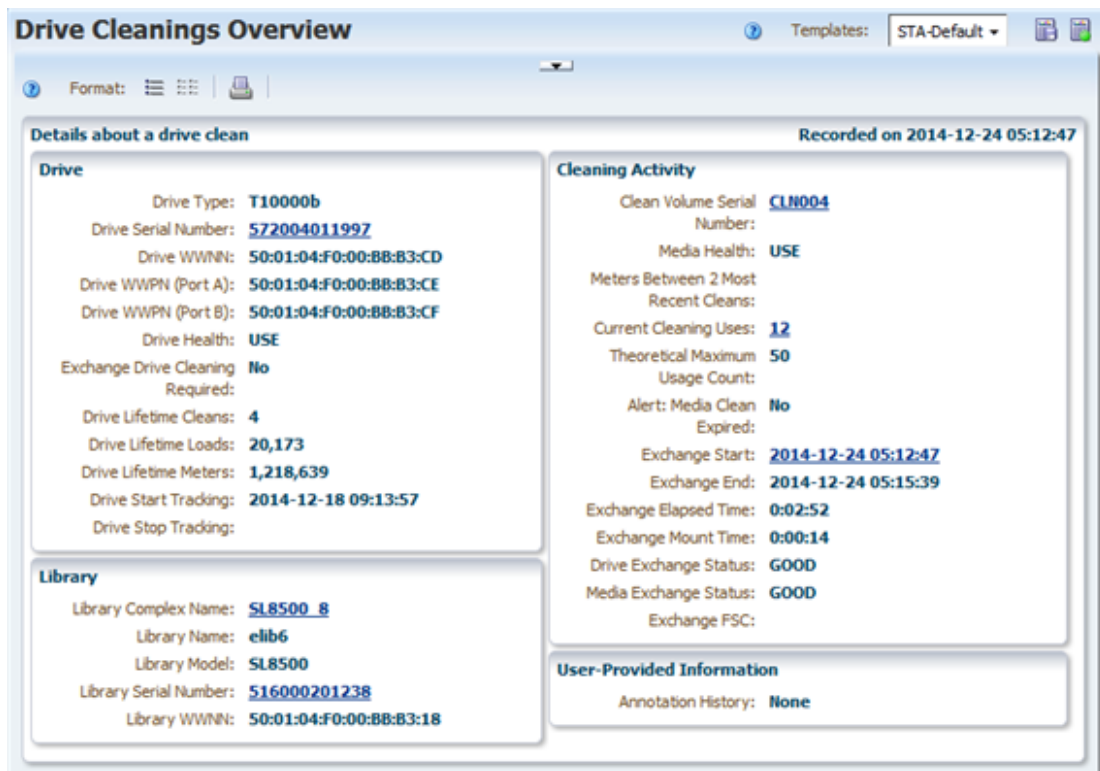 Drive Cleanings Overview
Templates: STA-Default
Format:
Details about a drive clean
Recorded on 2014-12-24 05:12:47
Drive
Drive Type: T10000b
Drive Serial Number: 572004011997
Drive WWNN: 50:01:04:F0:00:BB:B3:CD
Drive WWPN (Port A): 50:01:04:F0:00:BB:B3:CE
Drive WWPN (Port B): 50:01:04:F0:00:BB:B3:CF
Drive Health: USE
Exchange Drive Cleaning No
Required:
Drive Lifetime Cleans: 4
Drive Lifetime Loads: 20,173
Drive Lifetime Meters: 1,218,639
Drive Start Tracking: 2014-12-18 09:13:57
Drive Stop Tracking:
Library
Library Complex Name: SL8500_8
Library Name: elib6
Library Model: SL8500
Library Serial Number: 516000201238
Library WWNN: 50:01:04:F0:00:BB:B3:18
Cleaning Activity
Clean Volume Serial CLN004
Number:
Media Health: USE
Meters Between 2 Most
Recent Cleans:
Current Cleaning Uses: 12
Theoretical Maximum 50
Usage Count:
Alert: Media Clean No
Expired:
Exchange Start: 2014-12-24 05:12:47
Exchange End: 2014-12-24 05:15:39
Exchange Elapsed Time: 0:02:52
Exchange Mount Time: 0:00:14
Drive Exchange Status: GOOD
Media Exchange Status: GOOD
Exchange FSC:
User-Provided Information
Annotation History: None